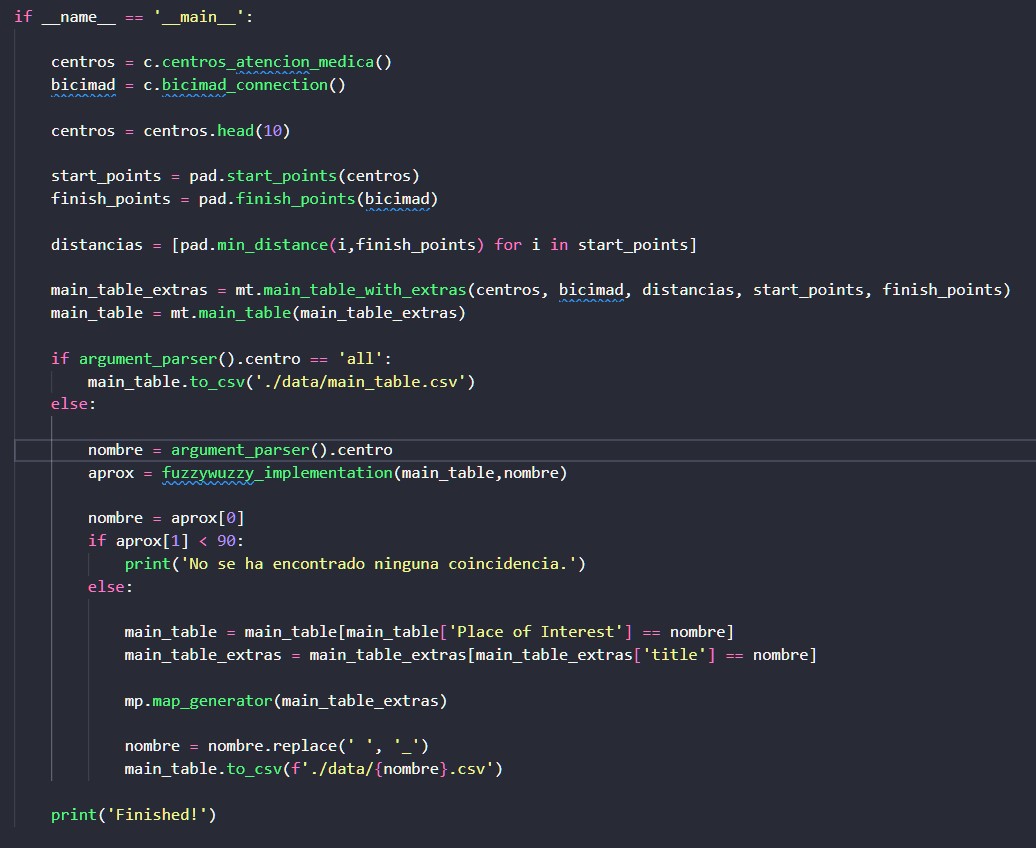 if __name__ == '__main__':
centros = c.centros_atencion_medica()
bicimad = c.bicimad_connection()
centros = centros.head(10)
start_points = pad.start_points(centros)
finish_points = pad.finish_points(bicimad)
distancias = [pad.min_distance(i,finish_points) for i in start_points]
main_table_extras = mt.main_table_with_extras(centros, bicimad, distancias, start_points, finish_points)
main_table = mt.main_table(main_table_extras)
if argument_parser().centro == 'all':
main_table.to_csv('./data/main_table.csv')
else:
nombre = argument_parser().centro
aprox = fuzzywuzzy_implementation(main_table,nombre)
nombre = aprox[0]
if aprox[1] < 90:
print('No se ha encontrado ninguna coincidencia.')
else:
main_table = main_table[main_table['Place of Interest'] == nombre]
main_table_extras = main_table_extras[main_table_extras['title'] == nombre]
mp.map_generator(main_table_extras)
nombre = nombre.replace(' ', '_')
main_table.to_csv(f'./data/{nombre}.csv')
print('Finished!')